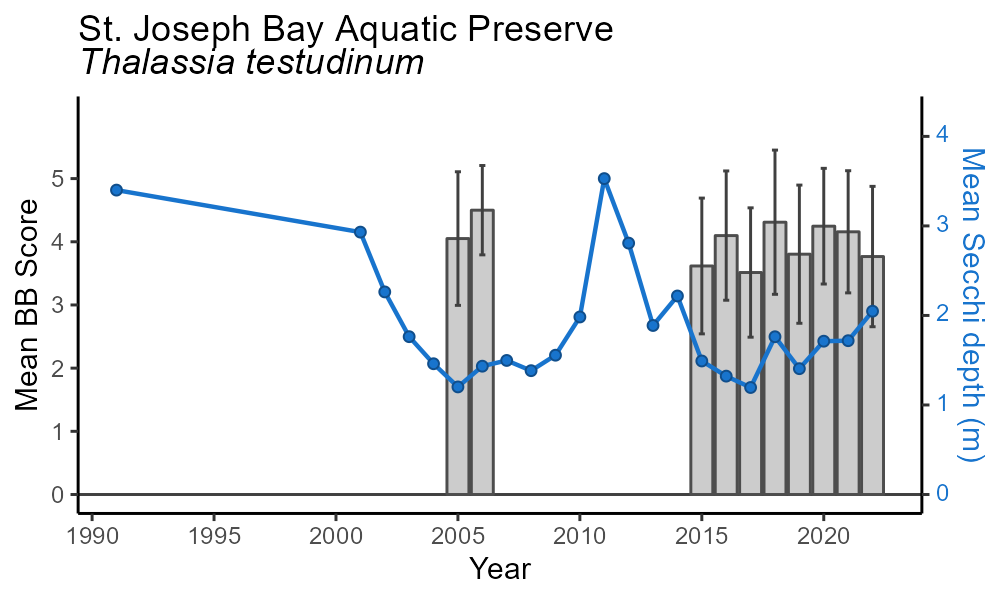 St. Joseph Bay Aquatic Preserve
Thalassia testudinum
Mean BB Score
5
4
3
2
1
0
4
3
2
1
0
Mean Secchi depth (m)
1990 1995 2000 2005 2010 2015 2020
Year